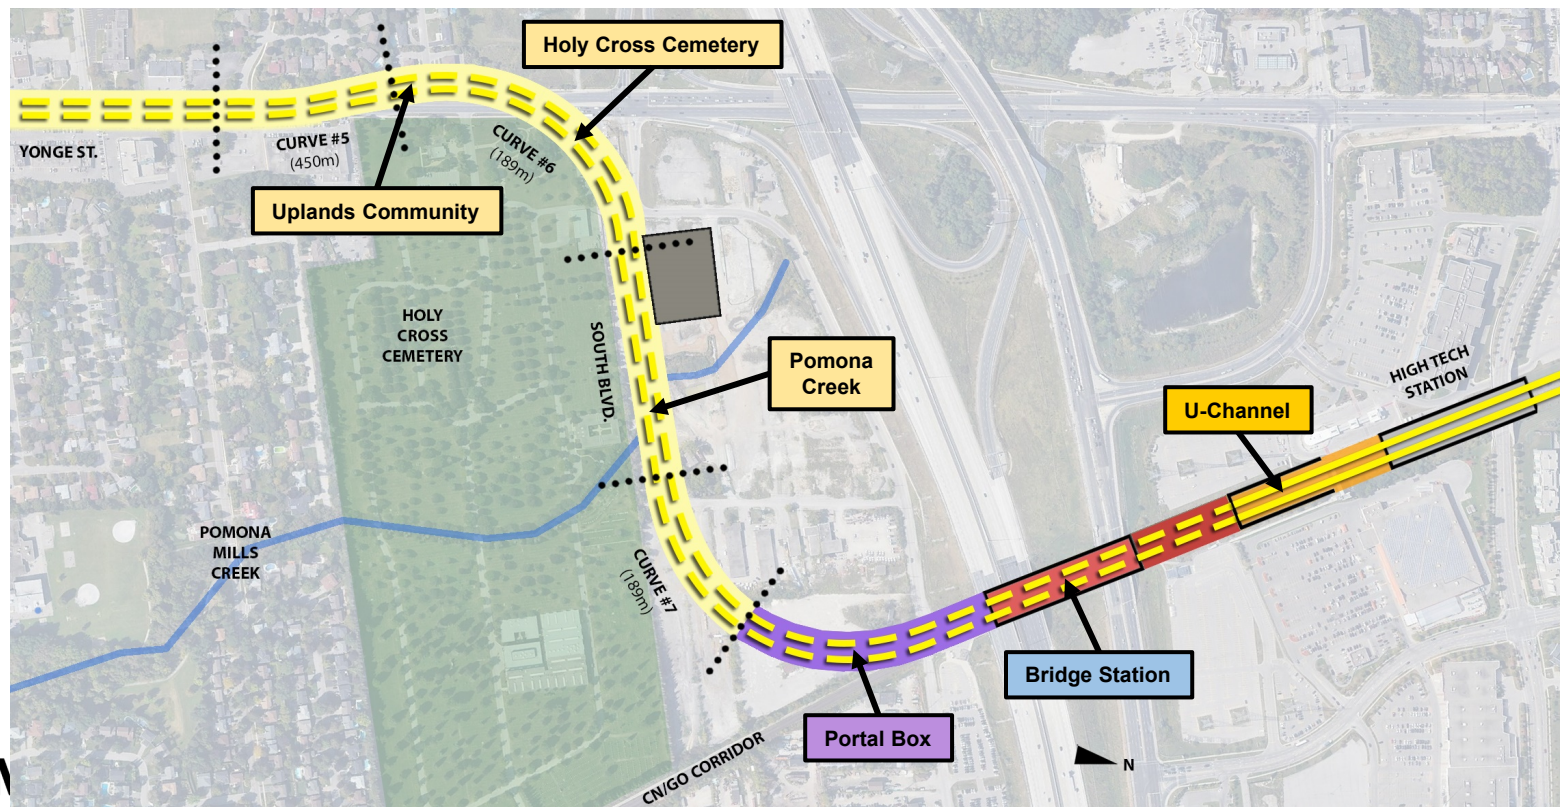 Holy Cross Cemetery
YONGE ST.
CURVE #5
(450m)
CURVE #6
(189m)
Uplands Community
HOLY
CROSS
CEMETERY
SOUTH BLVD.
Pomona
Creek
HIGH TECH
STATION
U-Channel
POMONA
MILLS
CREEK
CURVE #7
(189m)
Bridge Station
Portal Box
CN/GO CORRIDOR
N